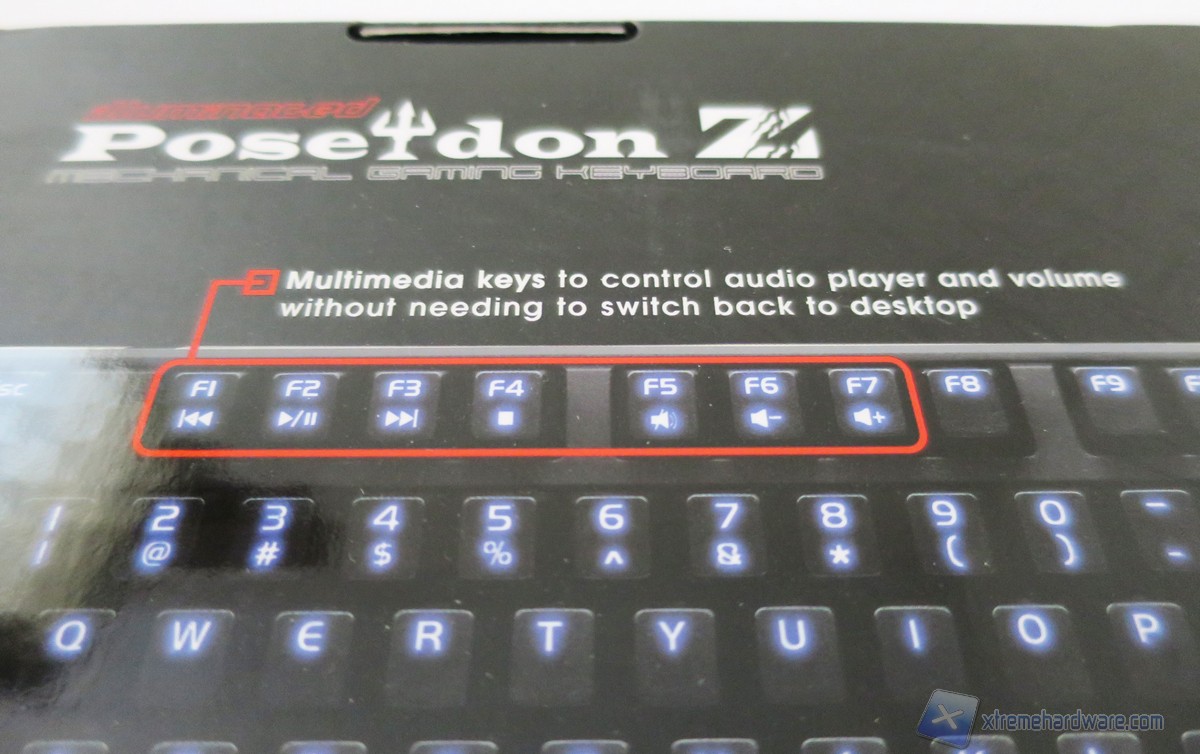 Illuminated
Poseidon Z
MECHANICAL GAMING KEYBOARD
Multimedia keys to control audio player and volume
without needing to switch back to desktop
F1 F2 F3 F4 F5 F6 F7 F8 F9
2 3 4 5 6 7 8 9 0 -
@ # $ % ^ & * ( ) -
Q W E R T Y U I O P
xtremehardware.com